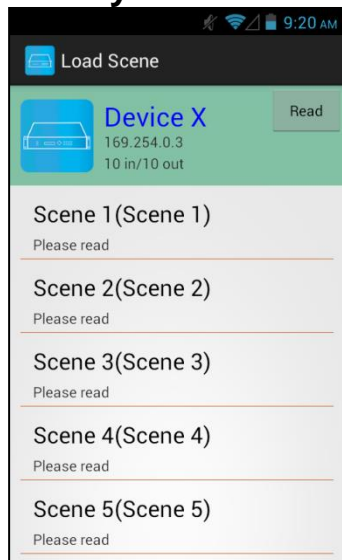 9:20 AM
Load Scene
Device X
Read
169.254.0.3
10 in/10 out
Scene 1(Scene 1)
Please read
Scene 2(Scene 2)
Please read
Scene 3(Scene 3)
Please read
Scene 4(Scene 4)
Please read
Scene 5(Scene 5)
Please read